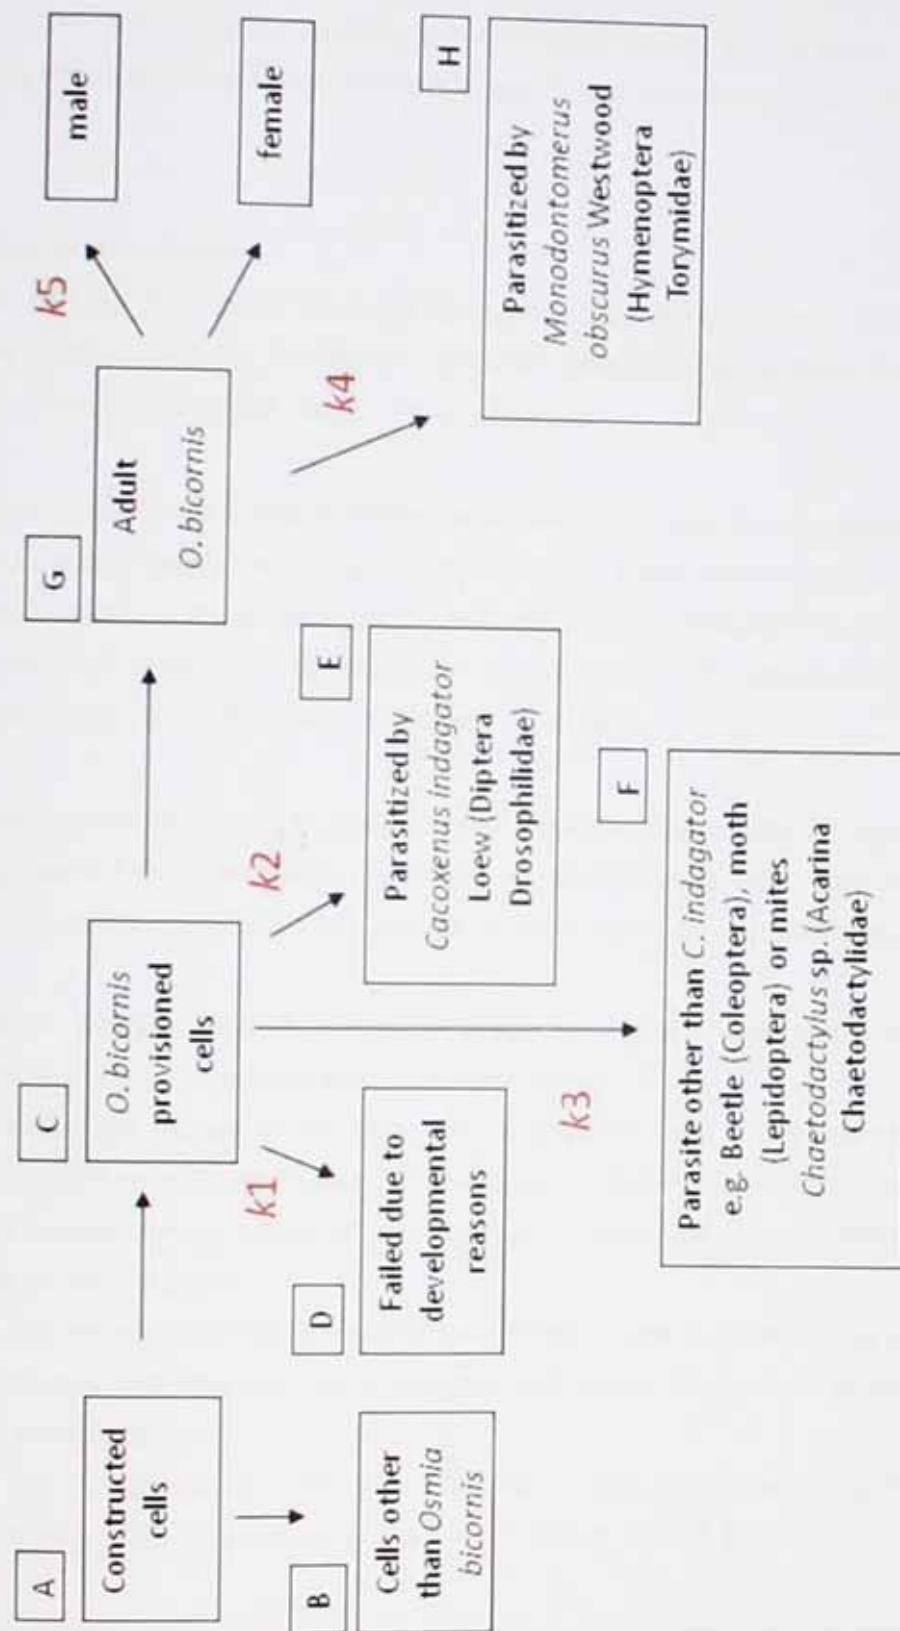 A
Constructed
cells
B
Cells other
than Osmia
bicornis
C
O.bicornis
provisioned
cells
k1
D
Failed due to
developmental
reasons
k2
E
Parasitized by
Cacoxenus indagator
Loew (Diptera
Drosophilidae)
k3
F
Parasite other than C. indagator
e.g. Beetle (Coleoptera), moth
(Lepidoptera) or mites
Chaetodactylus sp. (Acarina
Chaetodactylidae)
G
Adult
O.bicornis
k4
H
Parasitized by
Monodontomerus
obscurus Westwood
(Hymenoptera
Torymidae)
k5
male
female